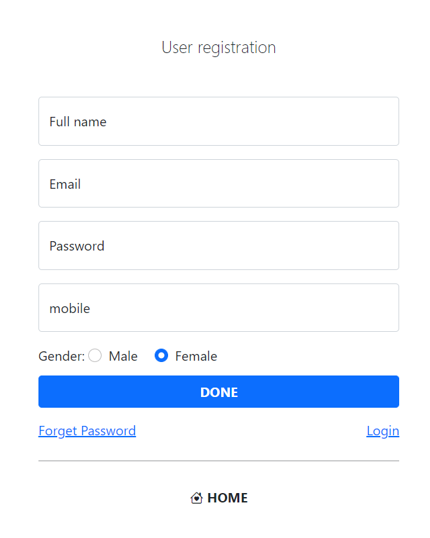 User registration
Full name
Email
Password
mobile
Gender: Male Female
DONE
Forget Password Login
HOME